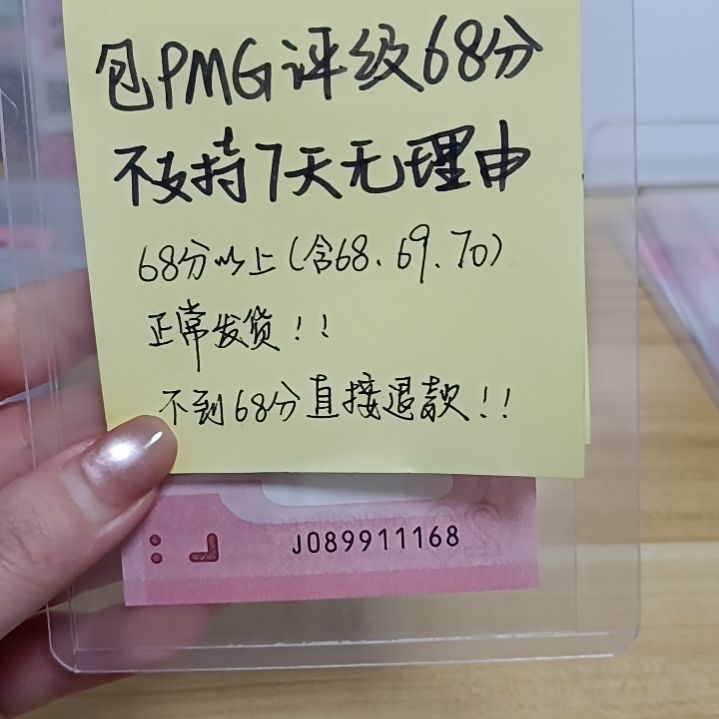 包PMG评级68分
不支持7天无理由
68分以上(含68、69、70)
正常发货!!
不到68分直接退款!!
J089911168